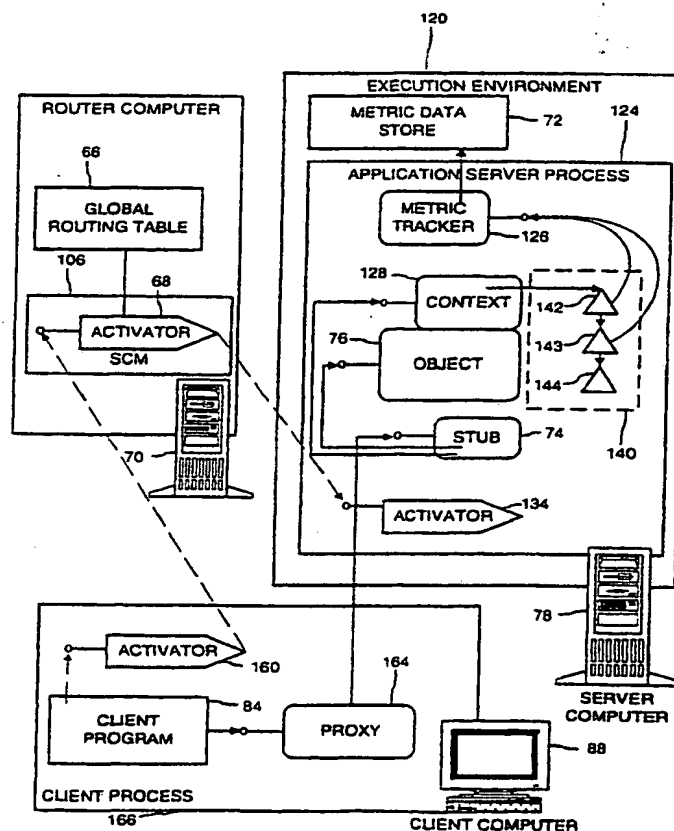 120
EXECUTION ENVIRONMENT
ROUTER COMPUTER
METRIC DATA
STORE
72
124
66
APPLICATION SERVER PROCESS
GLOBAL
ROUTING TABLE
METRIC
TRACKER
126
106
68
128
CONTEXT
142
ACTIVATOR
SCM
76
OBJECT
143
144
70
STUB
74
140
ACTIVATOR
134
78
ACTIVATOR
160
164
84
SERVER
COMPUTER
CLIENT
PROGRAM
PROXY
88
CLIENT PROCESS
166
CLIENT COMPUTER